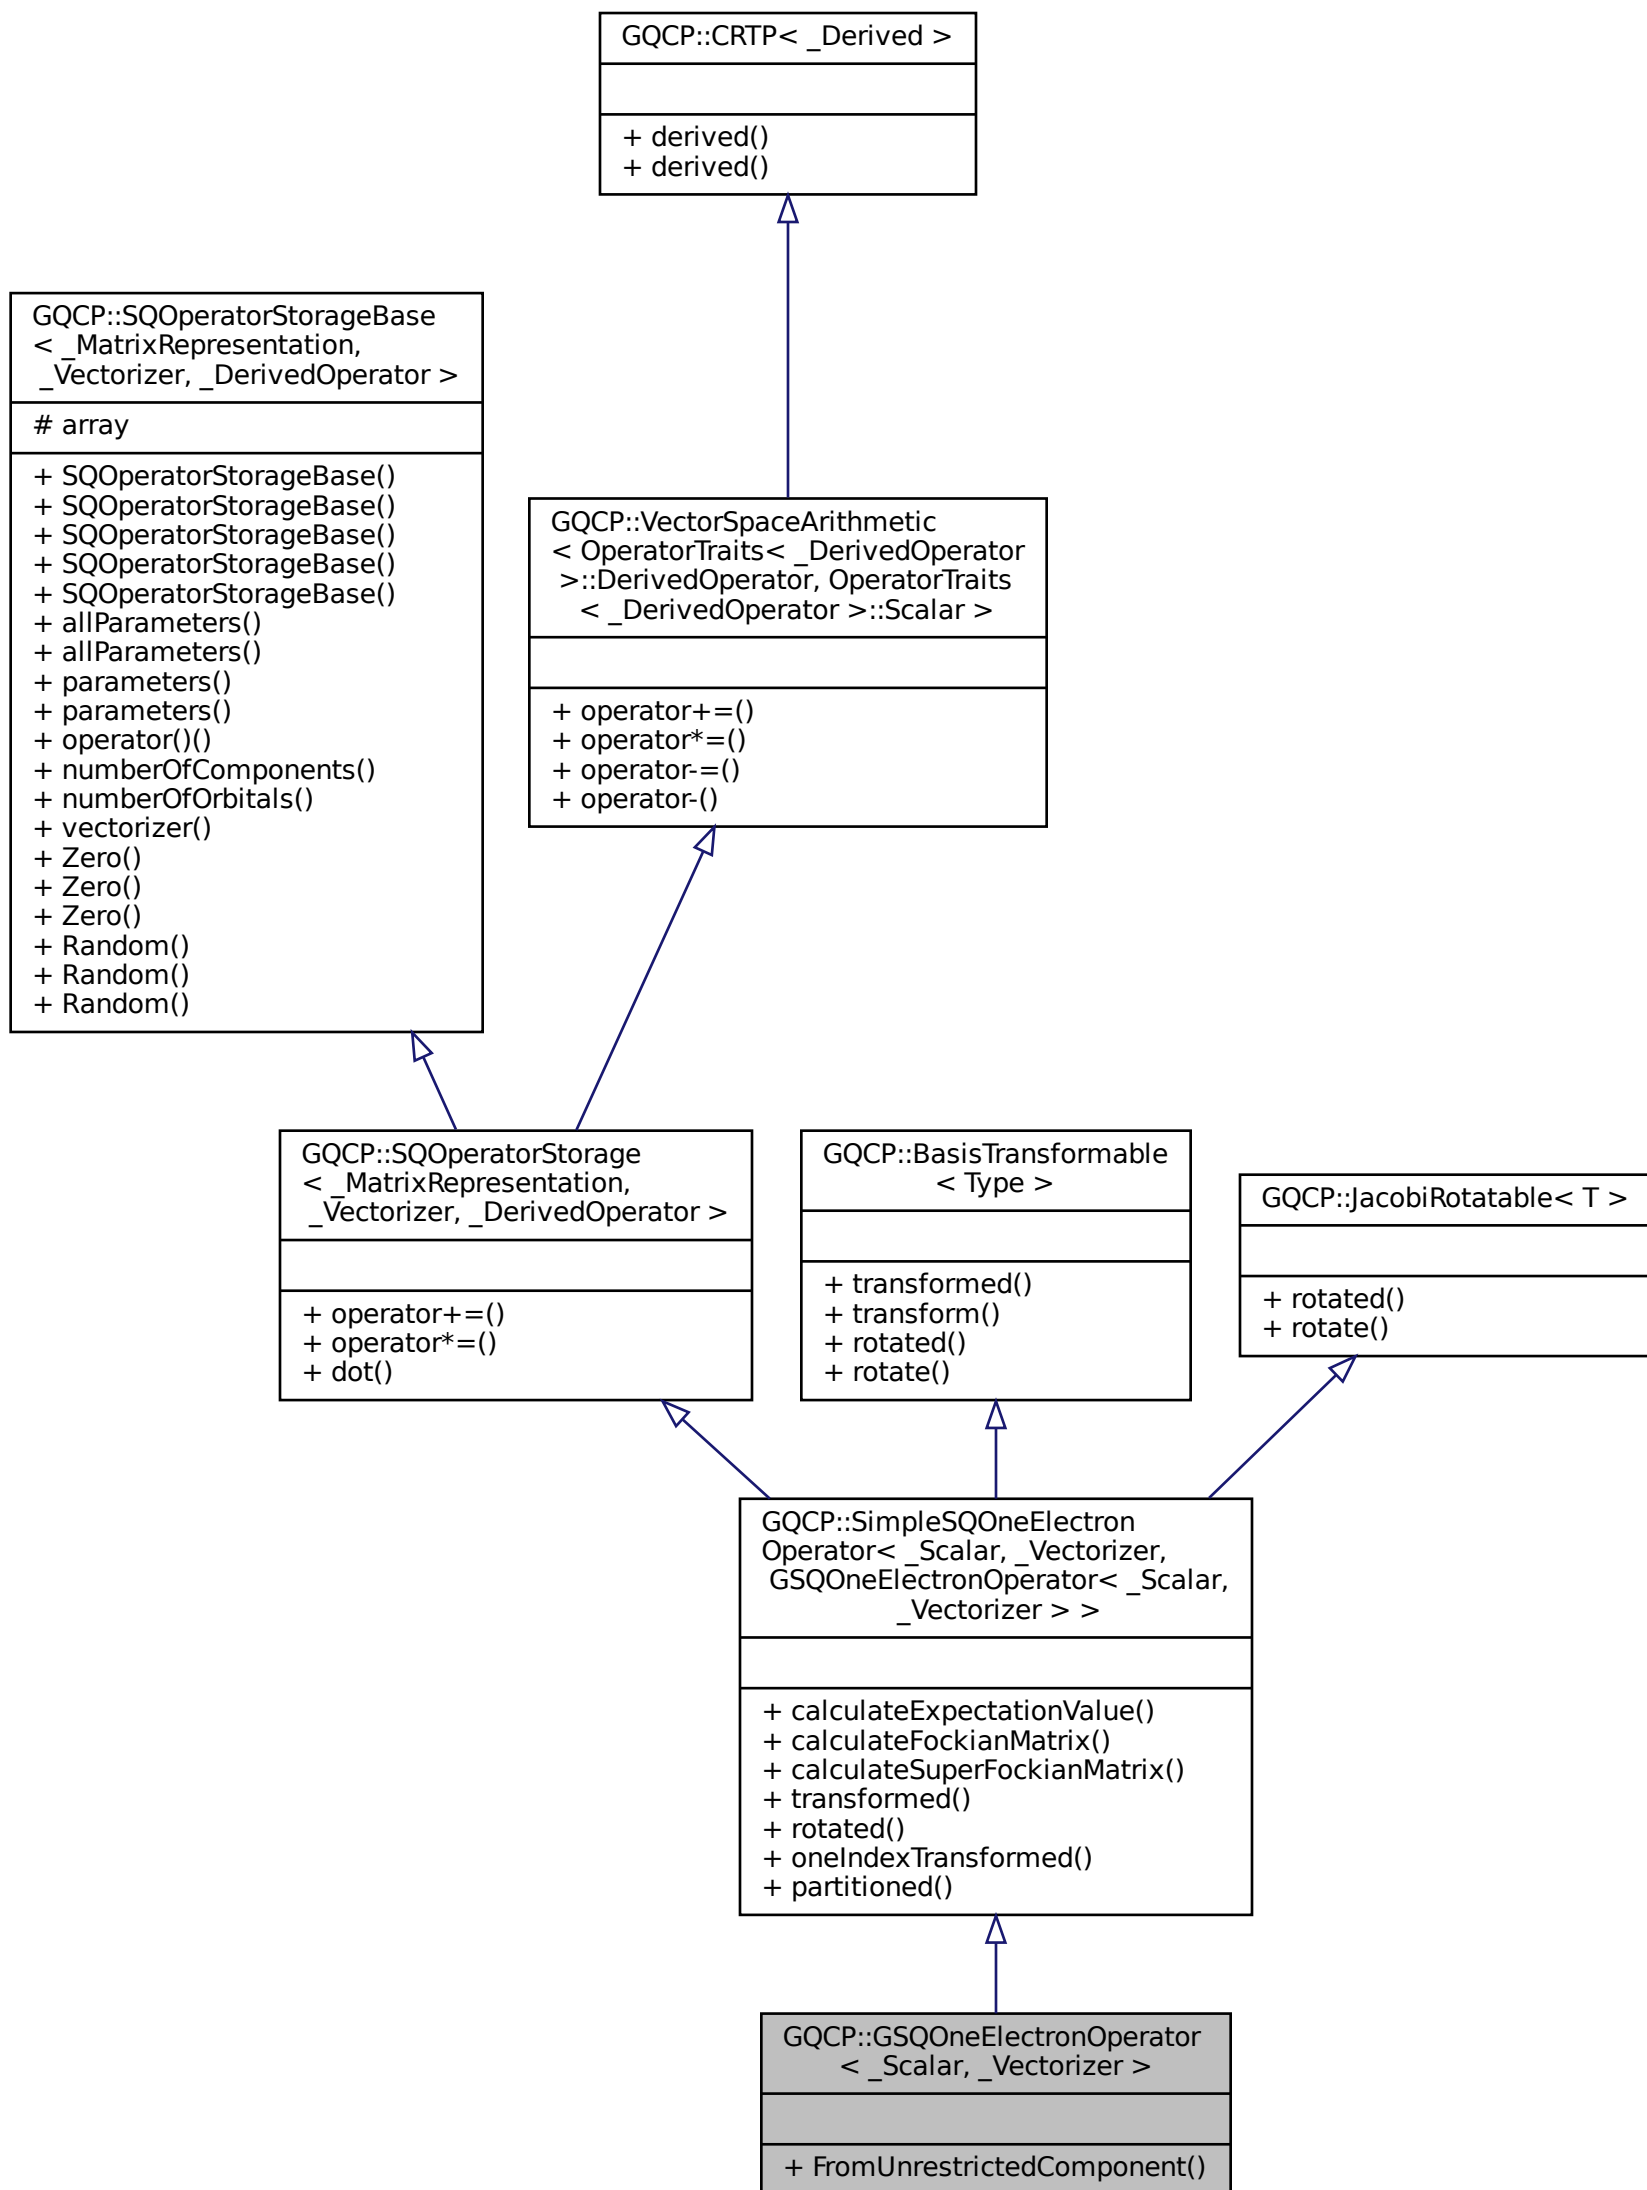 GQCP::CRTP< _Derived >
+ derived()
+ derived()
GQCP::SQOperatorStorageBase
< _MatrixRepresentation,
_Vectorizer, _DerivedOperator >
# array
+ SQOperatorStorageBase()
+ SQOperatorStorageBase()
+ SQOperatorStorageBase()
+ SQOperatorStorageBase()
+ SQOperatorStorageBase()
+ allParameters()
+ allParameters()
+ parameters()
+ parameters()
+ operator()()
+ numberOfComponents()
+ numberOfOrbitals()
+ vectorizer()
+ Zero()
+ Zero()
+ Zero()
+ Random()
+ Random()
+ Random()
GQCP::VectorSpaceArithmetic
< OperatorTraits< _DerivedOperator
>::DerivedOperator, OperatorTraits
< _DerivedOperator >::Scalar >
+ operator+=()
+ operator*=()
+ operator-=()
+ operator-()
GQCP::SQOperatorStorage
< _MatrixRepresentation,
_Vectorizer, _DerivedOperator >
+ operator+=()
+ operator*=()
+ dot()
GQCP::BasisTransformable
< Type >
+ transformed()
+ transform()
+ rotated()
+ rotate()
GQCP::JacobiRotatable< T >
+ rotated()
+ rotate()
GQCP::SimpleSQOneElectron
Operator< _Scalar, _Vectorizer,
GSQOneElectronOperator< _Scalar,
_Vectorizer > >
+ calculateExpectationValue()
+ calculateFockianMatrix()
+ calculateSuperFockianMatrix()
+ transformed()
+ rotated()
+ oneIndexTransformed()
+ partitioned()
GQCP::GSQOneElectronOperator
< _Scalar, _Vectorizer >
+ FromUnrestrictedComponent()